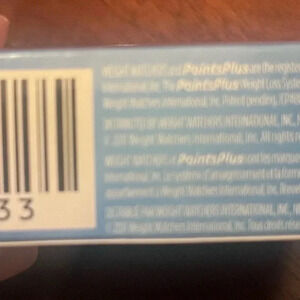 WEIGHT WATCHERS and PointsPlus are the registered
International, Inc. The PointsPlus Weight Loss System
Weight Watchers International, Inc. Patent pending.
DISTRIBUTED BY WEIGHT WATCHERS INTERNATIONAL, INC.,
© 2011 Weight Watchers International, Inc. All rights
WEIGHT WATCHERS et PointsPlus sont les marques
International, Inc. Le système d'amaigrissement et la
appartiennent à Weight Watchers International, Inc.
DISTRIBUÉ PAR WEIGHT WATCHERS INTERNATIONAL, INC.,
© 2011 Weight Watchers International, Inc. Tous droits
33